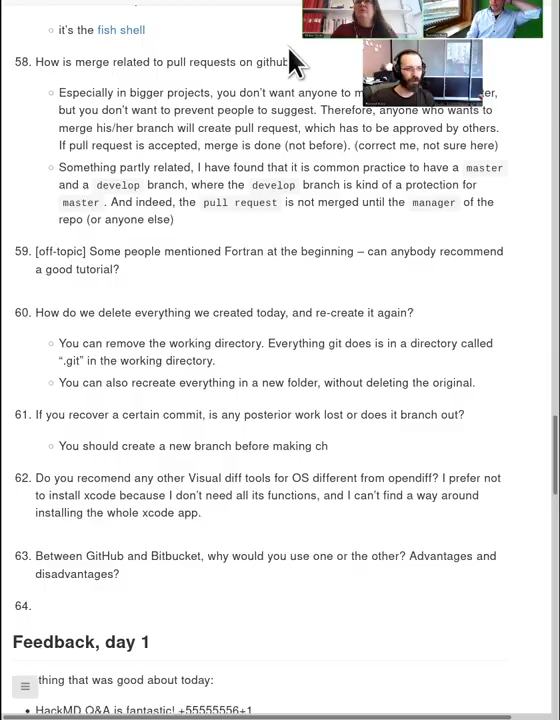 it's the fish shell
58. How is merge related to pull requests on github
Especially in bigger projects, you don't want anyone to m ter,
but you don't want to prevent people to suggest. Therefore, anyone who wants to
merge his/her branch will create pull request, which has to be approved by others.
If pull request is accepted, merge is done (not before). (correct me, not sure here)
Something partly related, I have found that it is common practice to have a master
and a develop branch, where the develop branch is kind of a protection for
master . And indeed, the pull request is not merged until the manager of the
repo (or anyone else)
59. [off-topic] Some people mentioned Fortran at the beginning – can anybody recommend
a good tutorial?
60. How do we delete everything we created today, and re-create it again?
You can remove the working directory. Everything git does is in a directory called
“.git” in the working directory.
You can also recreate everything in a new folder, without deleting the original.
61. If you recover a certain commit, is any posterior work lost or does it branch out?
You should create a new branch before making ch
62. Do you recomend any other Visual diff tools for OS different from opendiff? I prefer not
to install xcode because I don't need all its functions, and I can't find a way around
installing the whole xcode app.
63. Between GitHub and Bitbucket, why would you use one or the other? Advantages and
disadvantages?
64.
Feedback, day 1
thing that was good about today:
HackMD Q&A is fantastic! +55555556+1